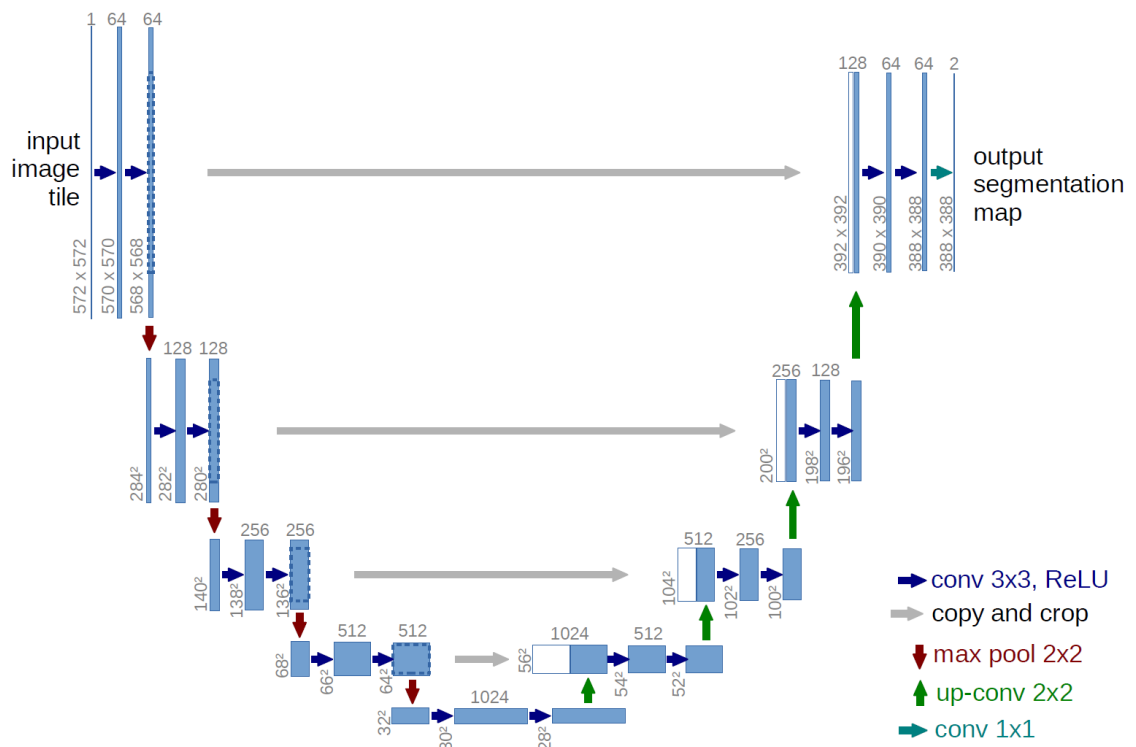 1 64 64
input
image
tile
572 x 572
570 x 570
568 x 568
128 64 64 2
output
segmentation
map
392 x 392
390 x 390
388 x 388
388 x 388
128 128
284²
282²
280²
256 128
200²
198²
196²
256 256
140²
138²
136²
512 256
104²
102²
100²
512 512
68²
66²
64²
1024 512
56²
54²
52²
1024
32²
30²
28²
conv 3x3, ReLU
copy and crop
max pool 2x2
up-conv 2x2
conv 1x1